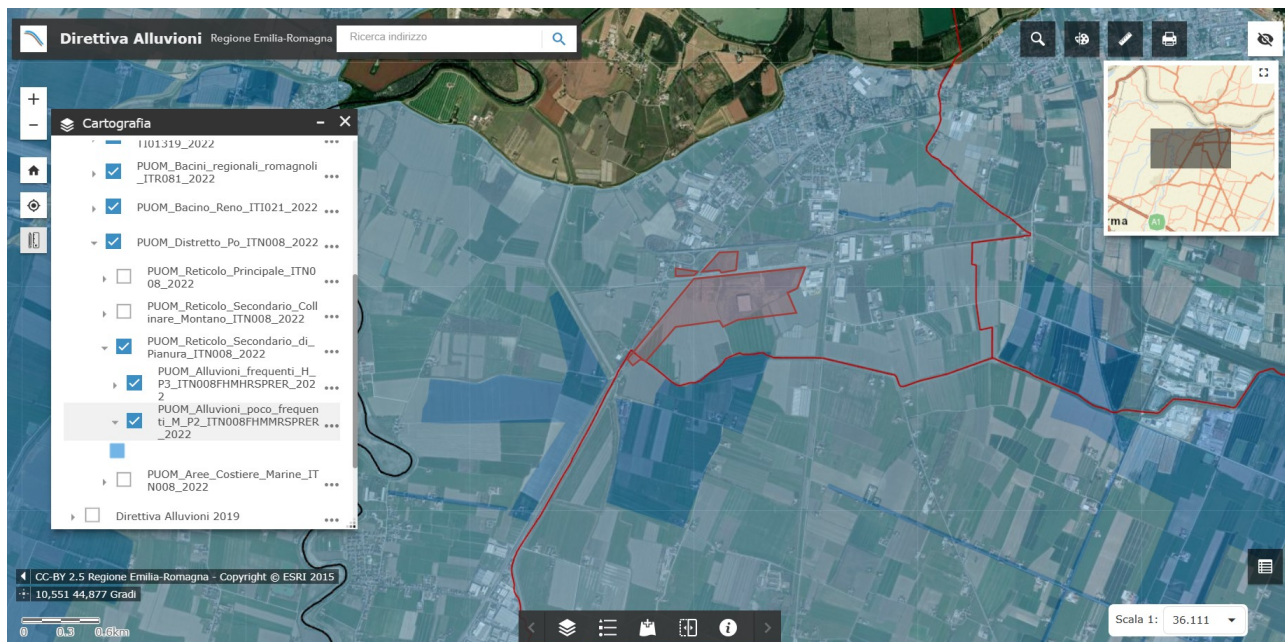 Direttiva Alluvioni Regione Emilia-Romagna
Ricerca indirizzo
+
−
Cartografia
ITI01319_2022
PUOM_Bacini_regionali_romagnoli
_ITR081_2022
PUOM_Bacino_Reno_ITI021_2022
PUOM_Distretto_Po_ITN008_2022
PUOM_Reticolo_Principale_ITN0
08_2022
PUOM_Reticolo_Secondario_Coll
inare_Montano_ITN008_2022
PUOM_Reticolo_Secondario_di_
Pianura_ITN008_2022
PUOM_Alluvioni_frequenti_H_
P3_ITN008FHMHRSPRER_202
2
PUOM_Alluvioni_poco_frequen
ti_M_P2_ITN008FHMMRSPRER
_2022
PUOM_Aree_Costiere_Marine_IT
N008_2022
Direttiva Alluvioni 2019
CC-BY 2.5 Regione Emilia-Romagna - Copyright © ESRI 2015
10,551 44,877 Gradi
0 0.3 0.6km
rma
A1
Scala 1: 36.111